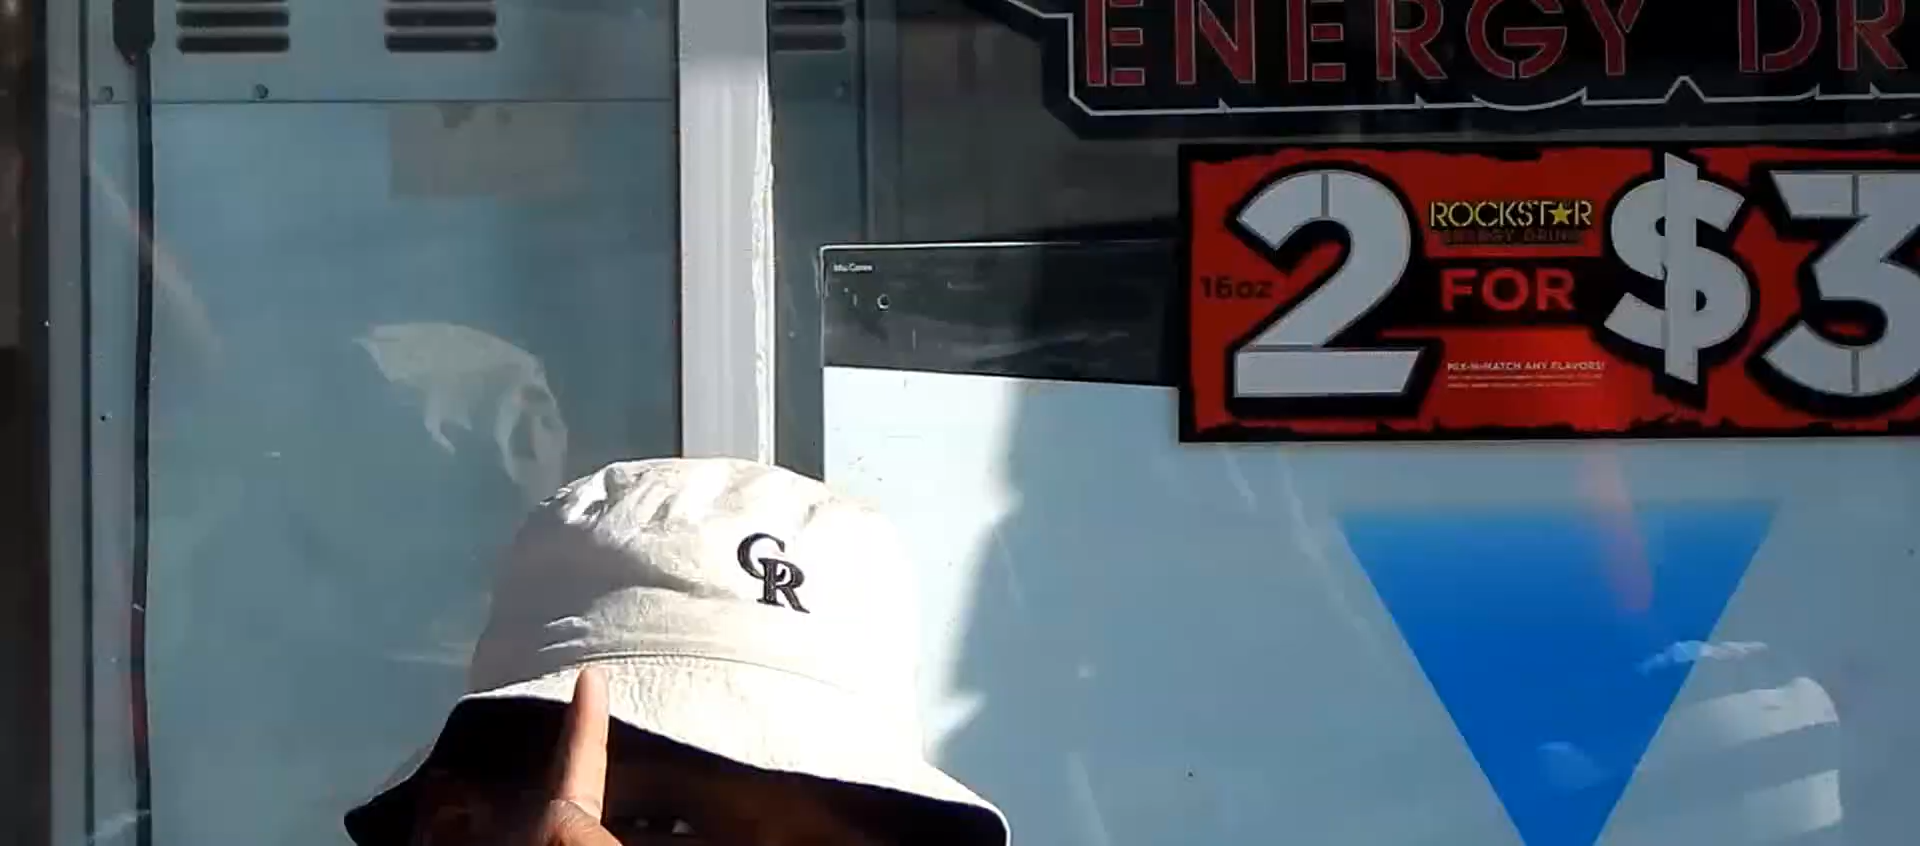 ENERGY DR
2 FOR $3
ROCKSTAR
ENERGY DRINK
16oz
MIX-N-MATCH ANY FLAVORS!
CR